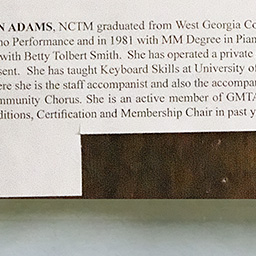 N ADAMS, NCTM graduated from West Georgia Co
no Performance and in 1981 with MM Degree in Pian
with Betty Tolbert Smith. She has operated a private
sent. She has taught Keyboard Skills at University of
ere she is the staff accompanist and also the accompa
mmunity Chorus. She is an active member of GMTA
ditions, Certification and Membership Chair in past y